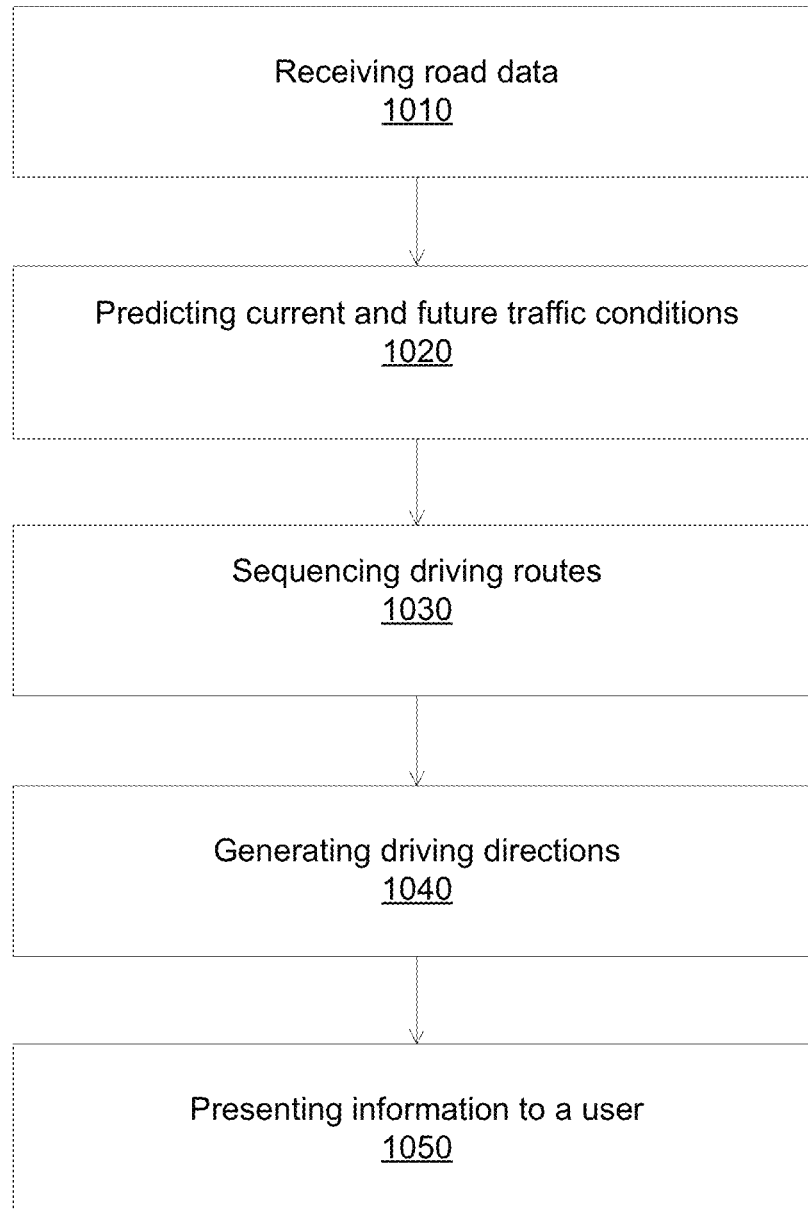 Receiving road data
1010
Predicting current and future traffic conditions
1020
Sequencing driving routes
1030
Generating driving directions
1040
Presenting information to a user
1050